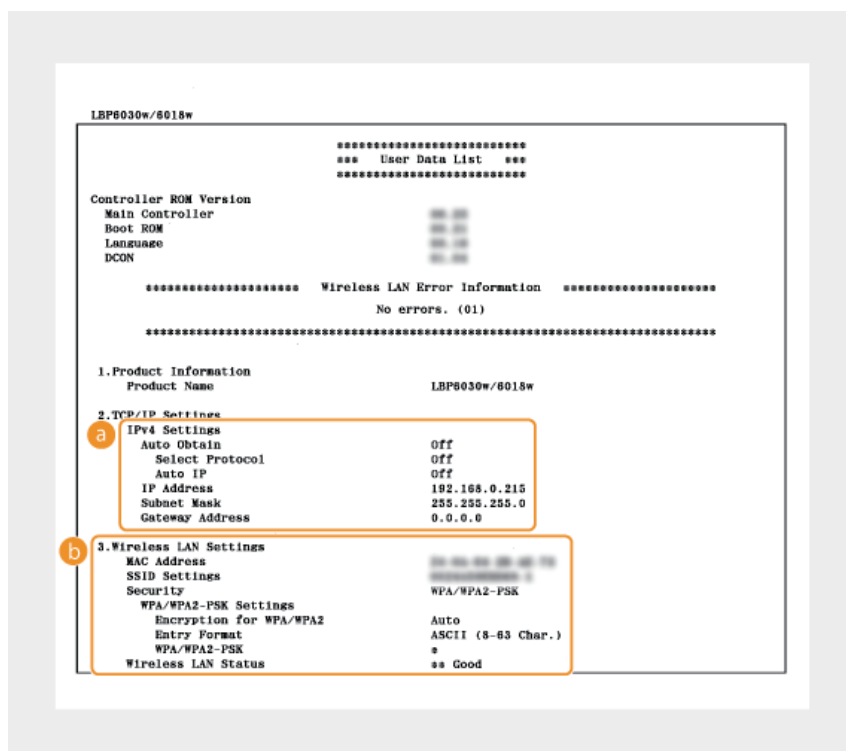 LBP6030w/6018w
**************************
*** User Data List ***
**************************
Controller ROM Version
Main Controller
Boot ROM
Language
DCON
********************* Wireless LAN Error Information *********************
No errors. (01)
*******************************************************************************
1.Product Information
Product Name LBP6030w/6018w
2.TCP/IP Settings
a
IPv4 Settings
Auto Obtain Off
Select Protocol Off
Auto IP Off
IP Address 192.168.0.215
Subnet Mask 255.255.255.0
Gateway Address 0.0.0.0
b
3.Wireless LAN Settings
MAC Address
SSID Settings
Security WPA/WPA2-PSK
WPA/WPA2-PSK Settings
Encryption for WPA/WPA2 Auto
Entry Format ASCII (8-63 Char.)
WPA/WPA2-PSK *
Wireless LAN Status ** Good